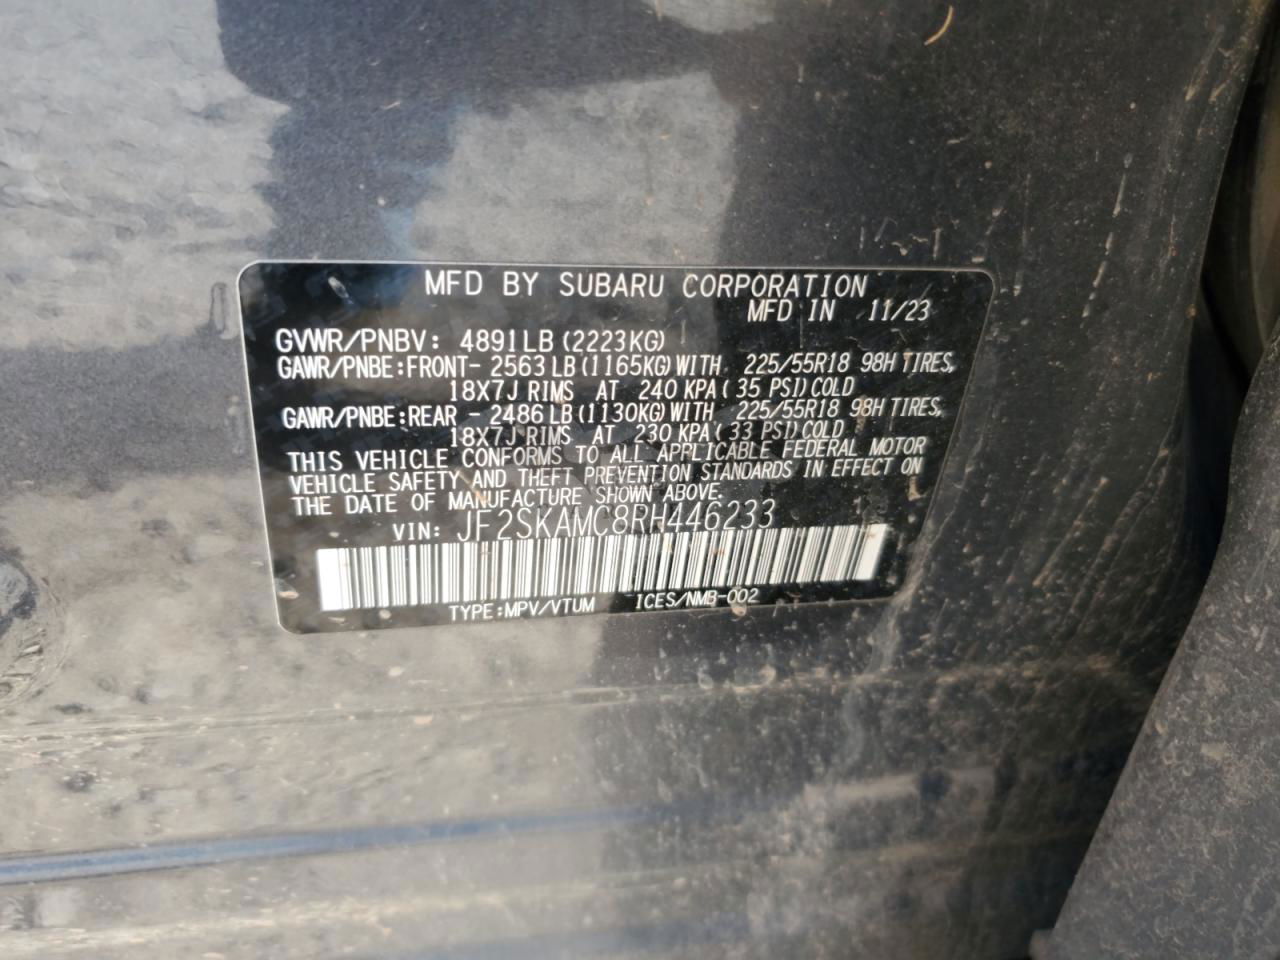 MFD BY SUBARU CORPORATION
MFD IN 11/23
GVWR/PNBV: 4891LB (2223KG)
GAWR/PNBE:FRONT- 2563LB(1165KG)WITH 225/55R18 98H TIRES,
18X7J RIMS AT 240 KPA( 35 PSI)COLD
GAWR/PNBE:REAR - 2486LB(1130KG)WITH 225/55R18 98H TIRES,
18X7J RIMS AT 230 KPA( 33 PSI)COLD
THIS VEHICLE CONFORMS TO ALL APPLICABLE FEDERAL MOTOR
VEHICLE SAFETY AND THEFT PREVENTION STANDARDS IN EFFECT ON
THE DATE OF MANUFACTURE SHOWN ABOVE.
VIN: JF2SKAMC8RH446233
TYPE:MPV/VTUM ICES/NMB-002